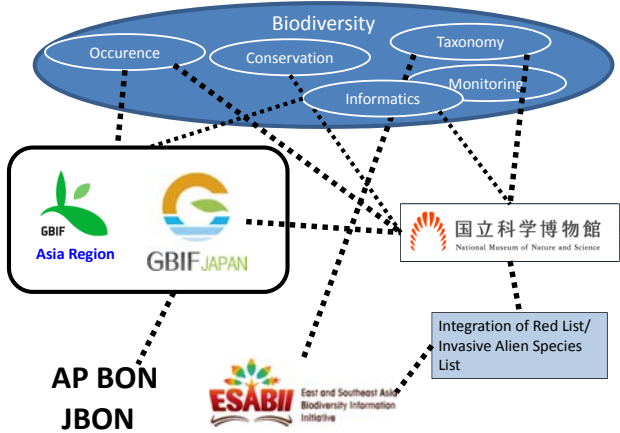 Biodiversity
Occurence
Conservation
Taxonomy
Monitoring
Informatics
GBIF
Asia Region
GBIF JAPAN
国立科学博物館
National Museum of Nature and Science
Integration of Red List/
Invasive Alien Species
List
AP BON
JBON
ESABII
East and Southeast Asia
Biodiversity Information
Initiative